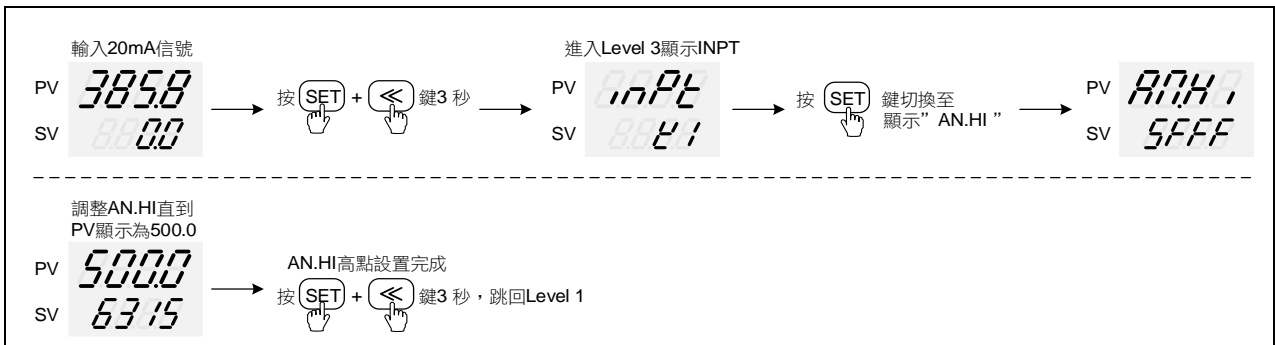 輸入20mA信號
PV 385.8
SV 0.0
按 SET + ≪ 鍵3 秒
進入Level 3顯示INPT
PV inPt
SV K1
按 SET 鍵切換至
顯示” AN.HI ”
PV AN.HI
SV 5FFF
調整AN.HI直到
PV顯示為500.0
PV 500.0
SV 6315
AN.HI高點設置完成
按 SET + ≪ 鍵3 秒，跳回Level 1